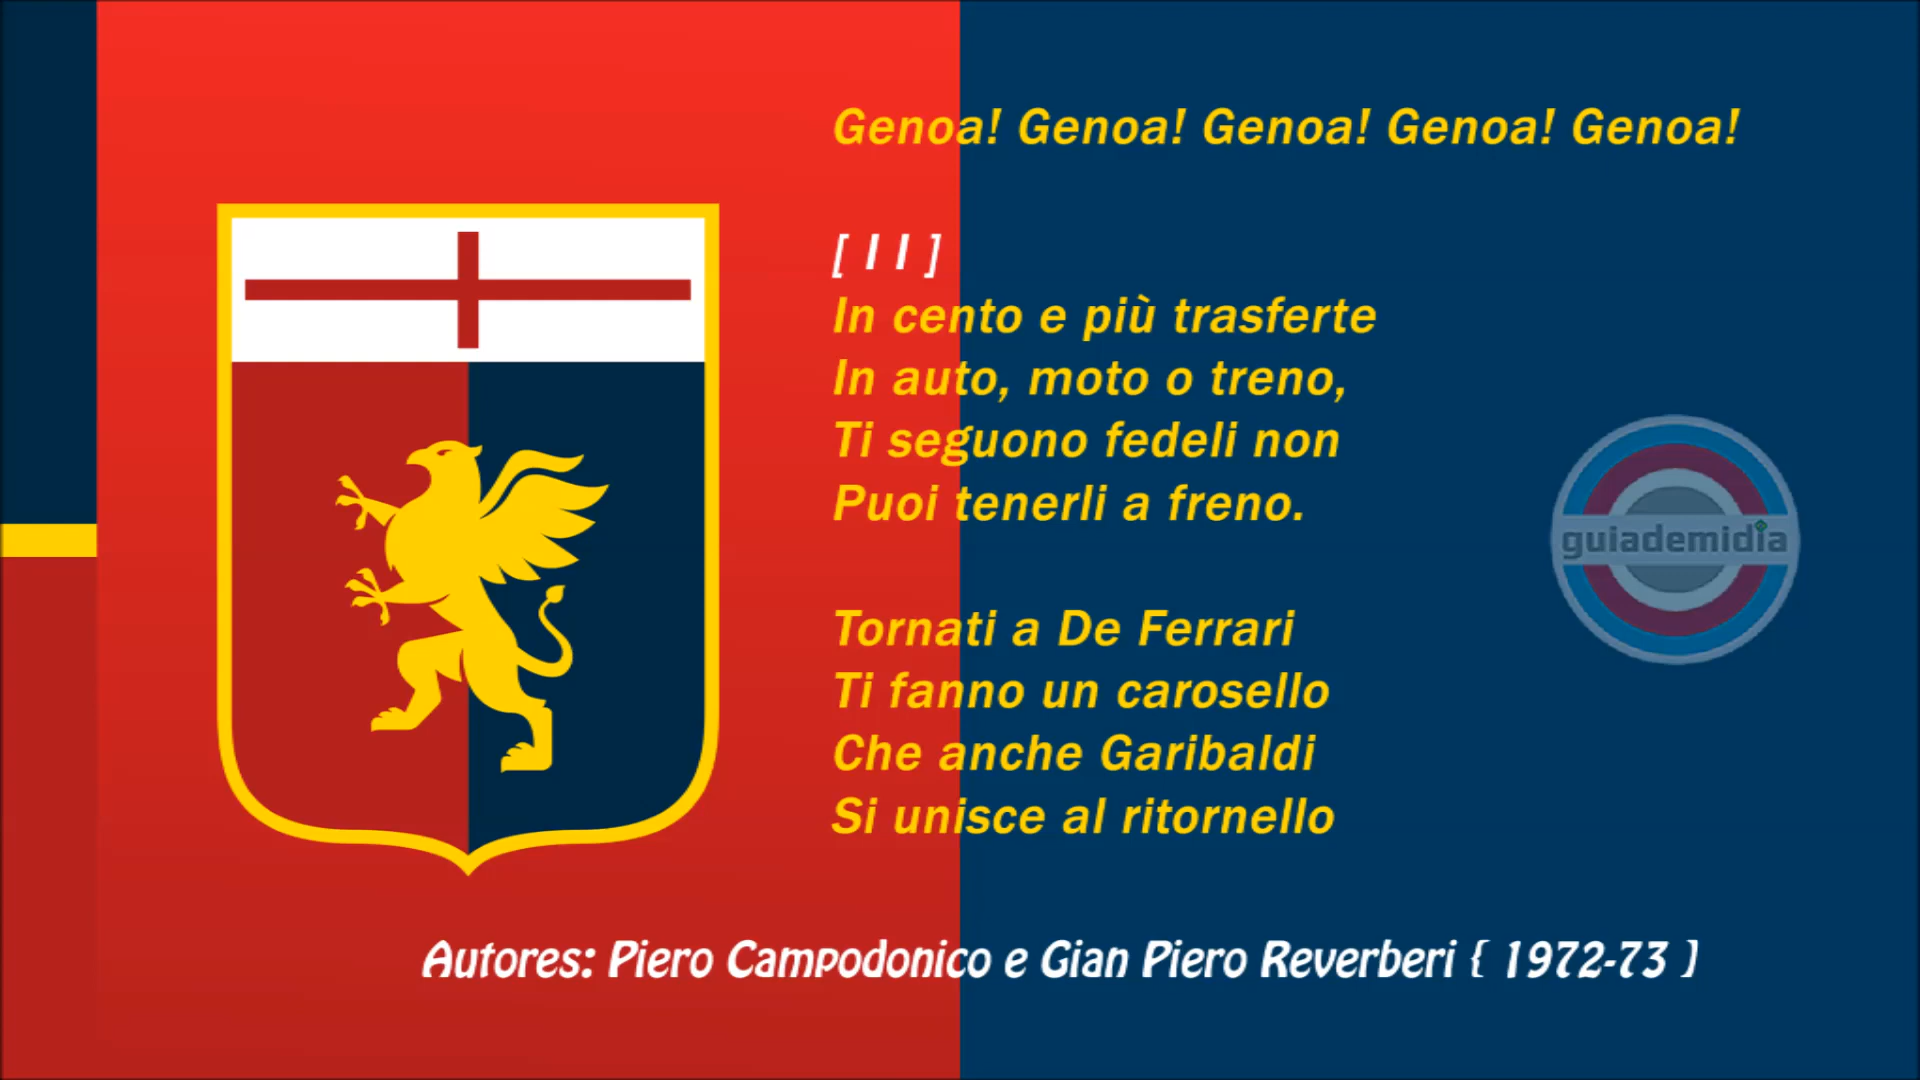 Genoa! Genoa! Genoa! Genoa! Genoa!
[ I I ]
In cento e più trasferte
In auto, moto o treno,
Ti seguono fedeli non
Puoi tenerli a freno.
Tornati a De Ferrari
Ti fanno un carosello
Che anche Garibaldi
Si unisce al ritornello
guiademidia
Autores: Piero Campodonico e Gian Piero Reverberi { 1972-73 ]